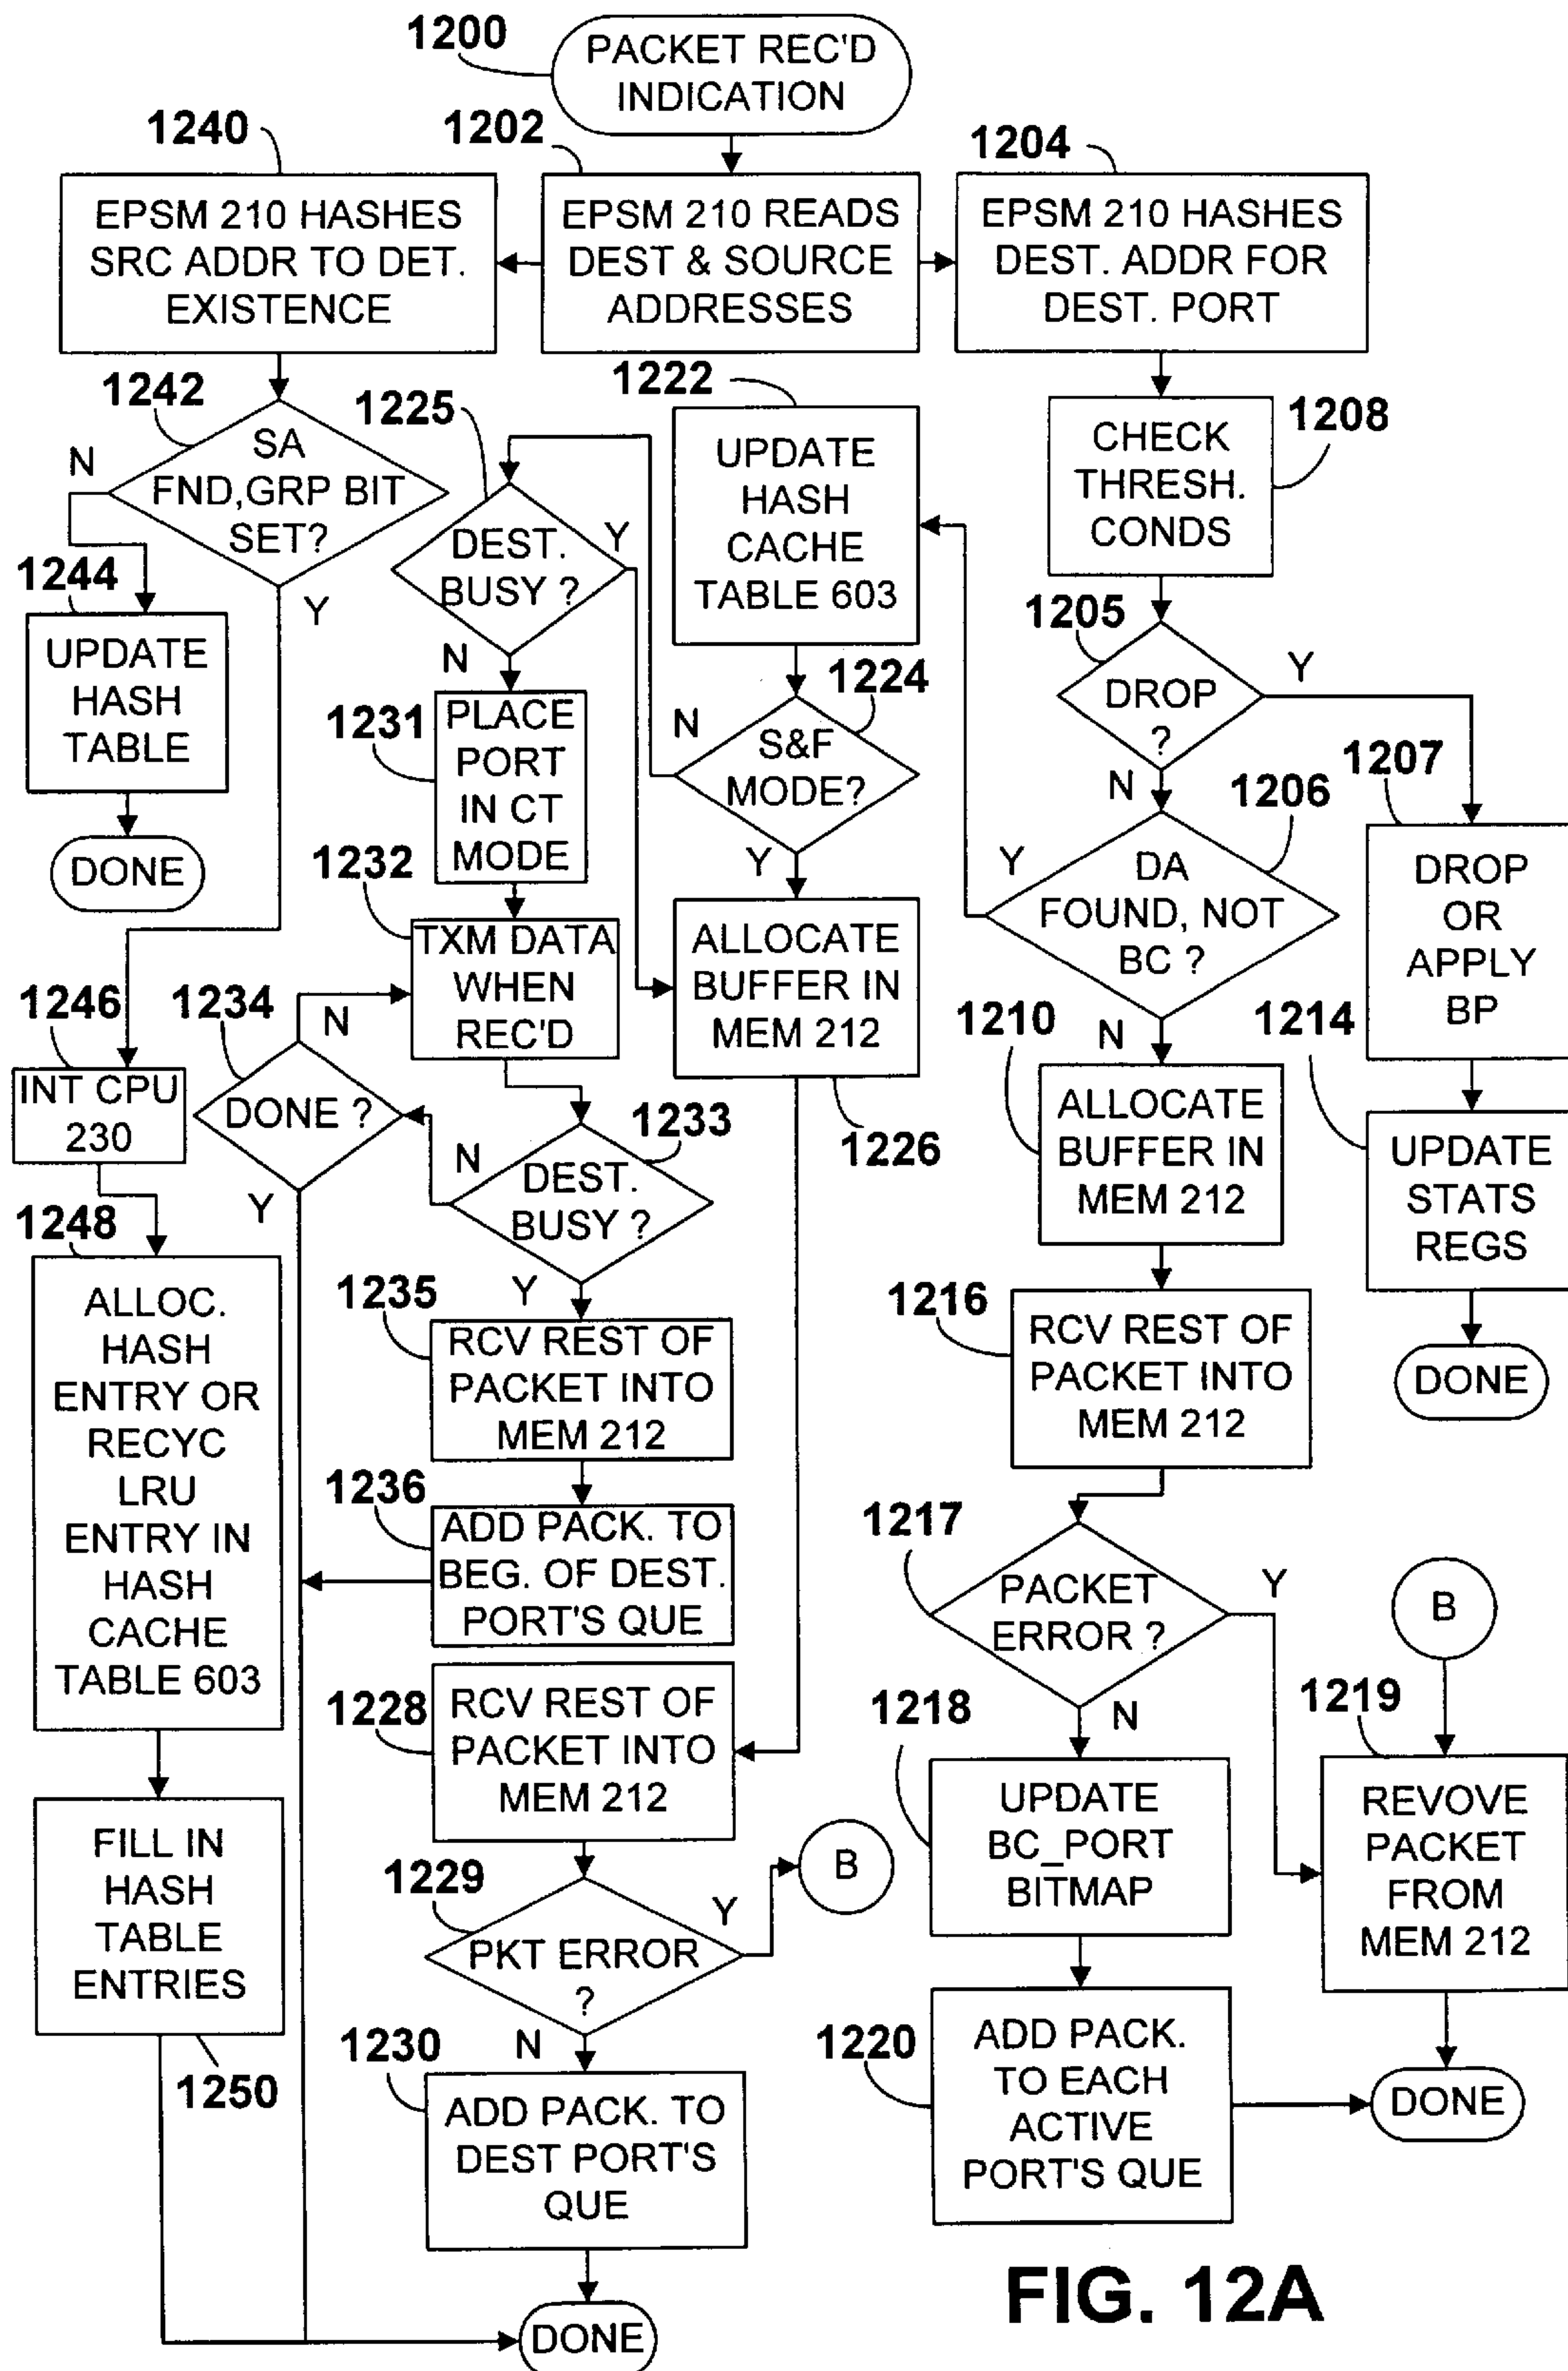 1200
PACKET REC'D
INDICATION
1240
1202
1204
EPSM 210 HASHES
SRC ADDR TO DET.
EXISTENCE
EPSM 210 READS
DEST & SOURCE
ADDRESSES
EPSM 210 HASHES
DEST. ADDR FOR
DEST. PORT
1242
SA
FND,GRP BIT
SET?
N
Y
1244
UPDATE
HASH
TABLE
DONE
1225
DEST.
BUSY ?
Y
N
1222
UPDATE
HASH
CACHE
TABLE 603
1208
CHECK
THRESH.
CONDS
1205
DROP
?
Y
N
1224
S&F
MODE?
N
Y
1231
PLACE
PORT
IN CT
MODE
1207
DROP
OR
APPLY
BP
1206
DA
FOUND, NOT
BC ?
Y
N
1232
TXM DATA
WHEN
REC'D
ALLOCATE
BUFFER IN
MEM 212
1226
1246
INT CPU
230
1234
DONE ?
N
Y
1233
DEST.
BUSY ?
N
Y
1210
ALLOCATE
BUFFER IN
MEM 212
1214
UPDATE
STATS
REGS
DONE
1248
ALLOC.
HASH
ENTRY OR
RECYC
LRU
ENTRY IN
HASH
CACHE
TABLE 603
1235
RCV REST OF
PACKET INTO
MEM 212
1216
RCV REST OF
PACKET INTO
MEM 212
1236
ADD PACK. TO
BEG. OF DEST.
PORT'S QUE
1217
PACKET
ERROR ?
Y
N
B
1228
RCV REST OF
PACKET INTO
MEM 212
1218
UPDATE
BC_PORT
BITMAP
1219
REVOVE
PACKET
FROM
MEM 212
FILL IN
HASH
TABLE
ENTRIES
1250
1229
PKT ERROR
?
Y
N
B
1230
ADD PACK. TO
DEST PORT'S
QUE
1220
ADD PACK.
TO EACH
ACTIVE
PORT'S QUE
DONE
DONE
FIG. 12A